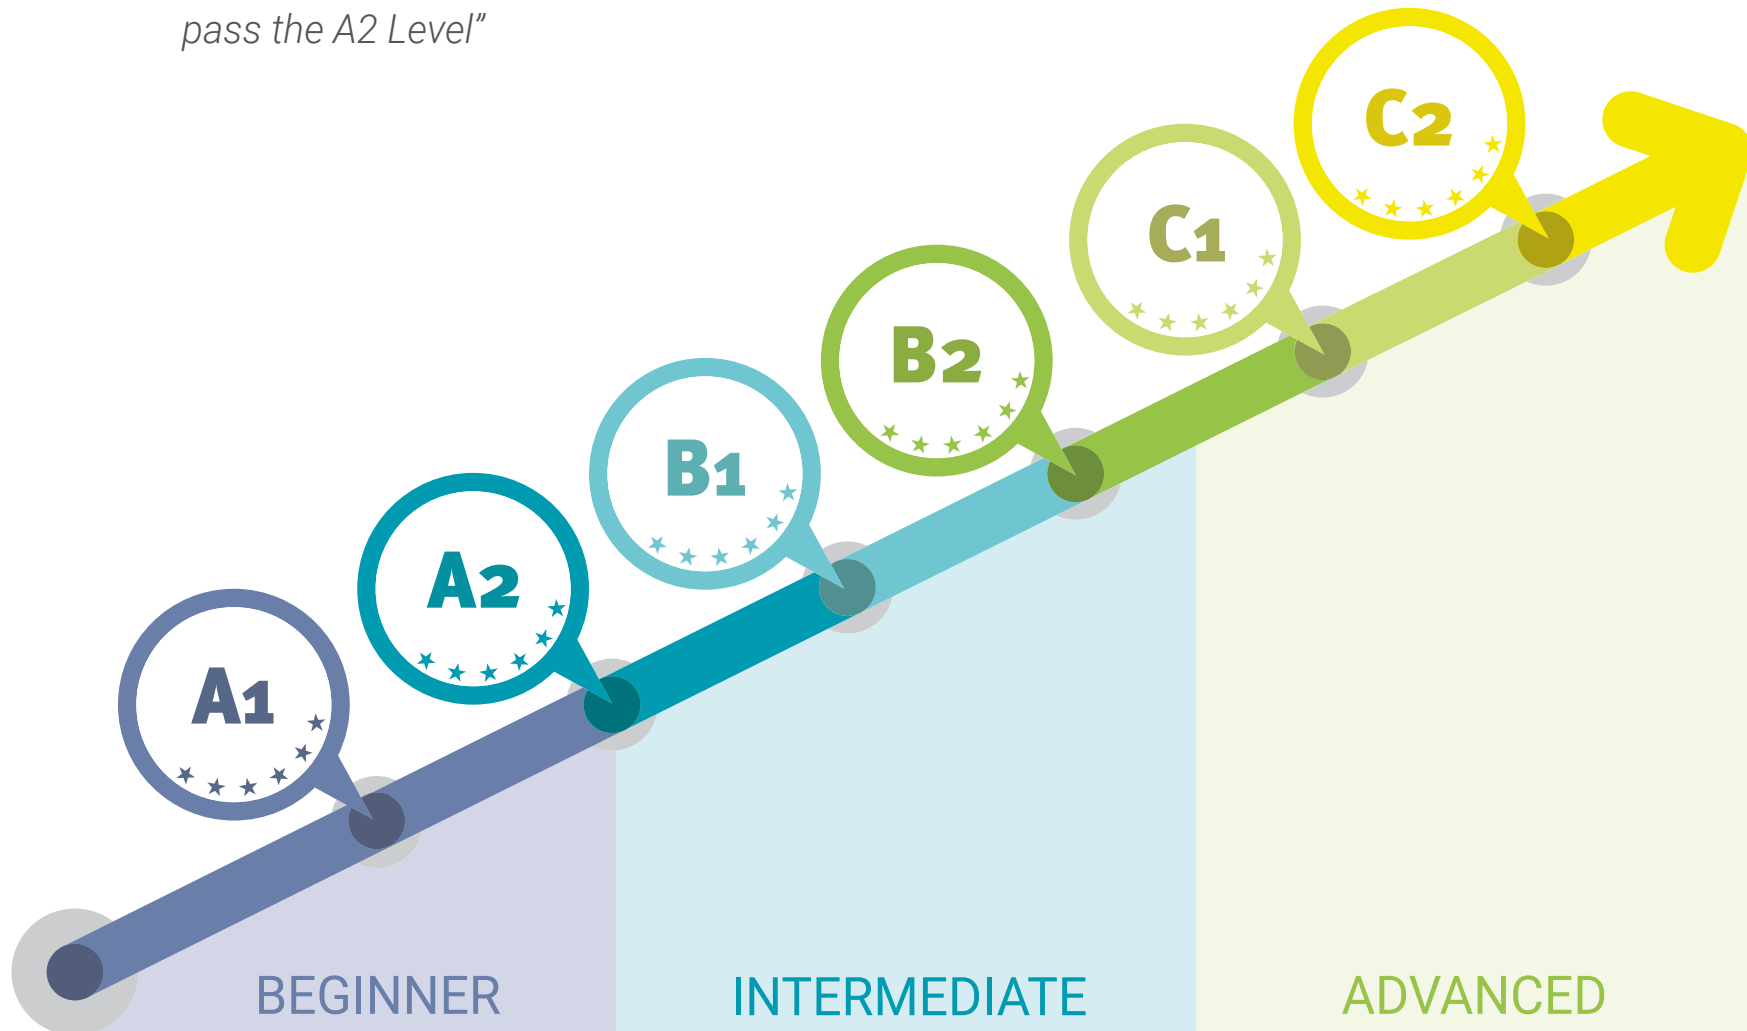 pass the A2 Level”
C2
C1
B2
B1
A2
A1
BEGINNER
INTERMEDIATE
ADVANCED